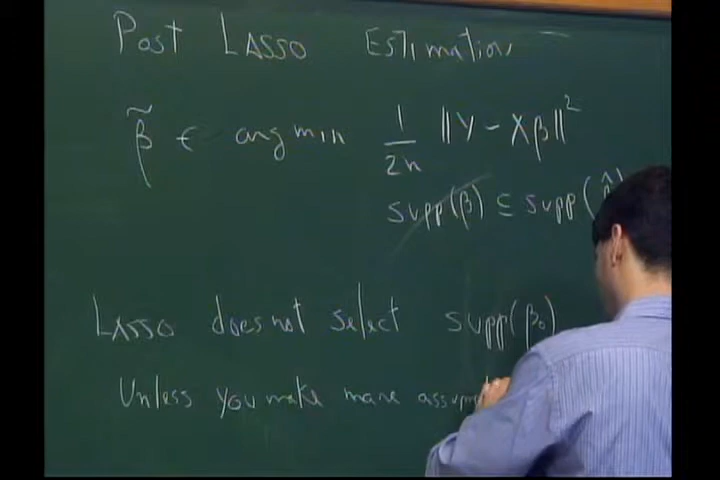 Post LASSO Estimation
β̃ ∈ argmin 1/2n ||Y - Xβ||²
supp(β) ⊆ supp(β̂)
LASSO does not select supp(β₀)
Unless you make more